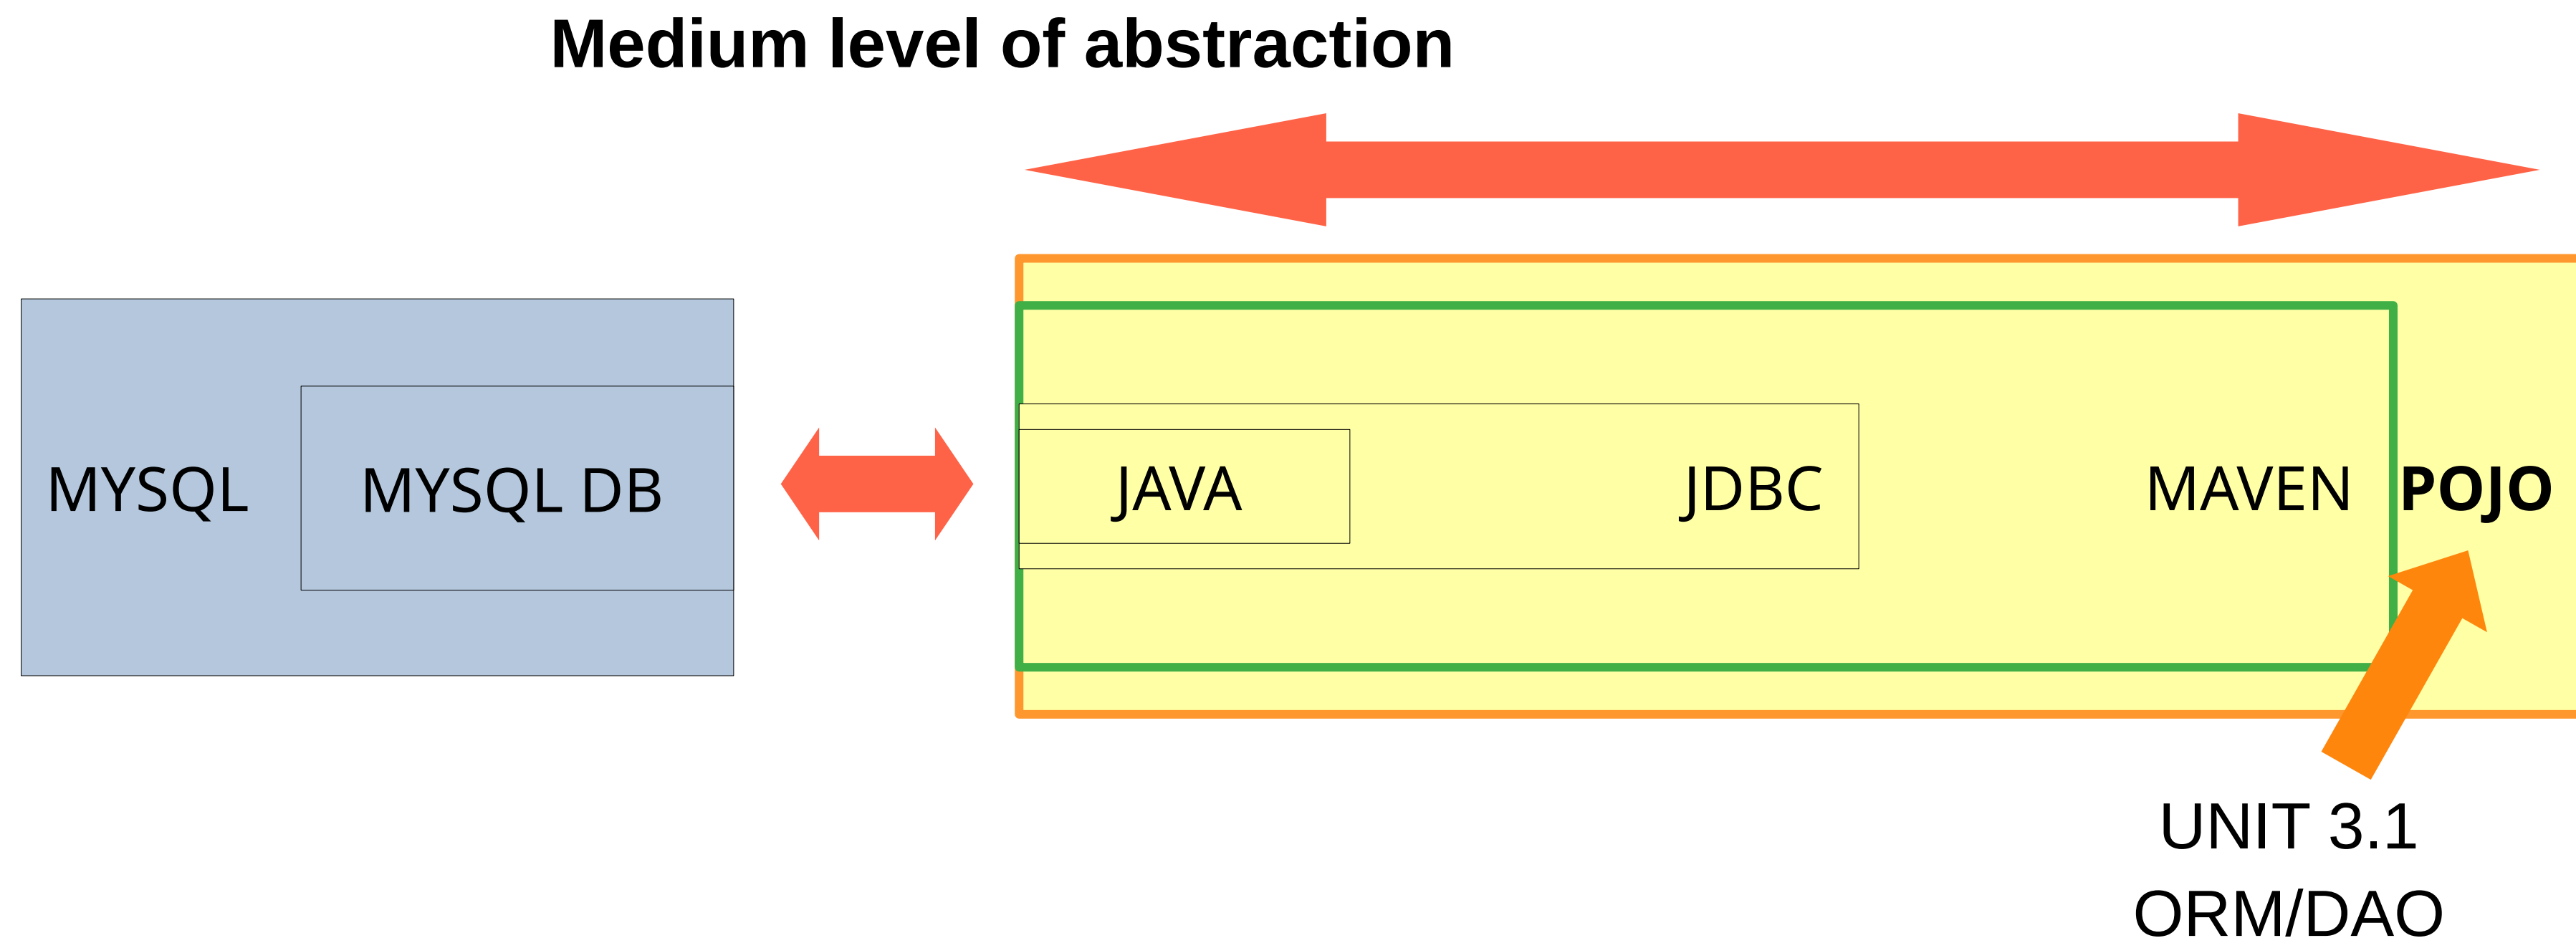 Medium level of abstraction
MYSQL
MYSQL DB
JAVA
JDBC
MAVEN
POJO
UNIT 3.1
ORM/DAO